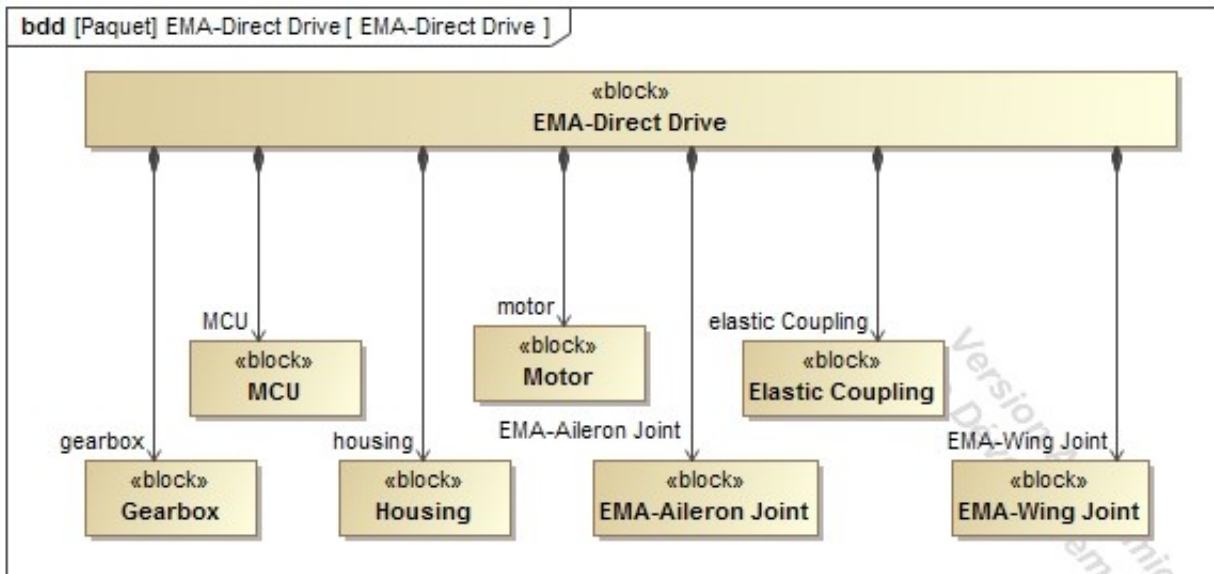 bdd [Paquet] EMA-Direct Drive [ EMA-Direct Drive ]
«block»
EMA-Direct Drive
MCU
«block»
MCU
motor
«block»
Motor
elastic Coupling
«block»
Elastic Coupling
gearbox
«block»
Gearbox
housing
«block»
Housing
EMA-Aileron Joint
«block»
EMA-Aileron Joint
EMA-Wing Joint
«block»
EMA-Wing Joint
Version